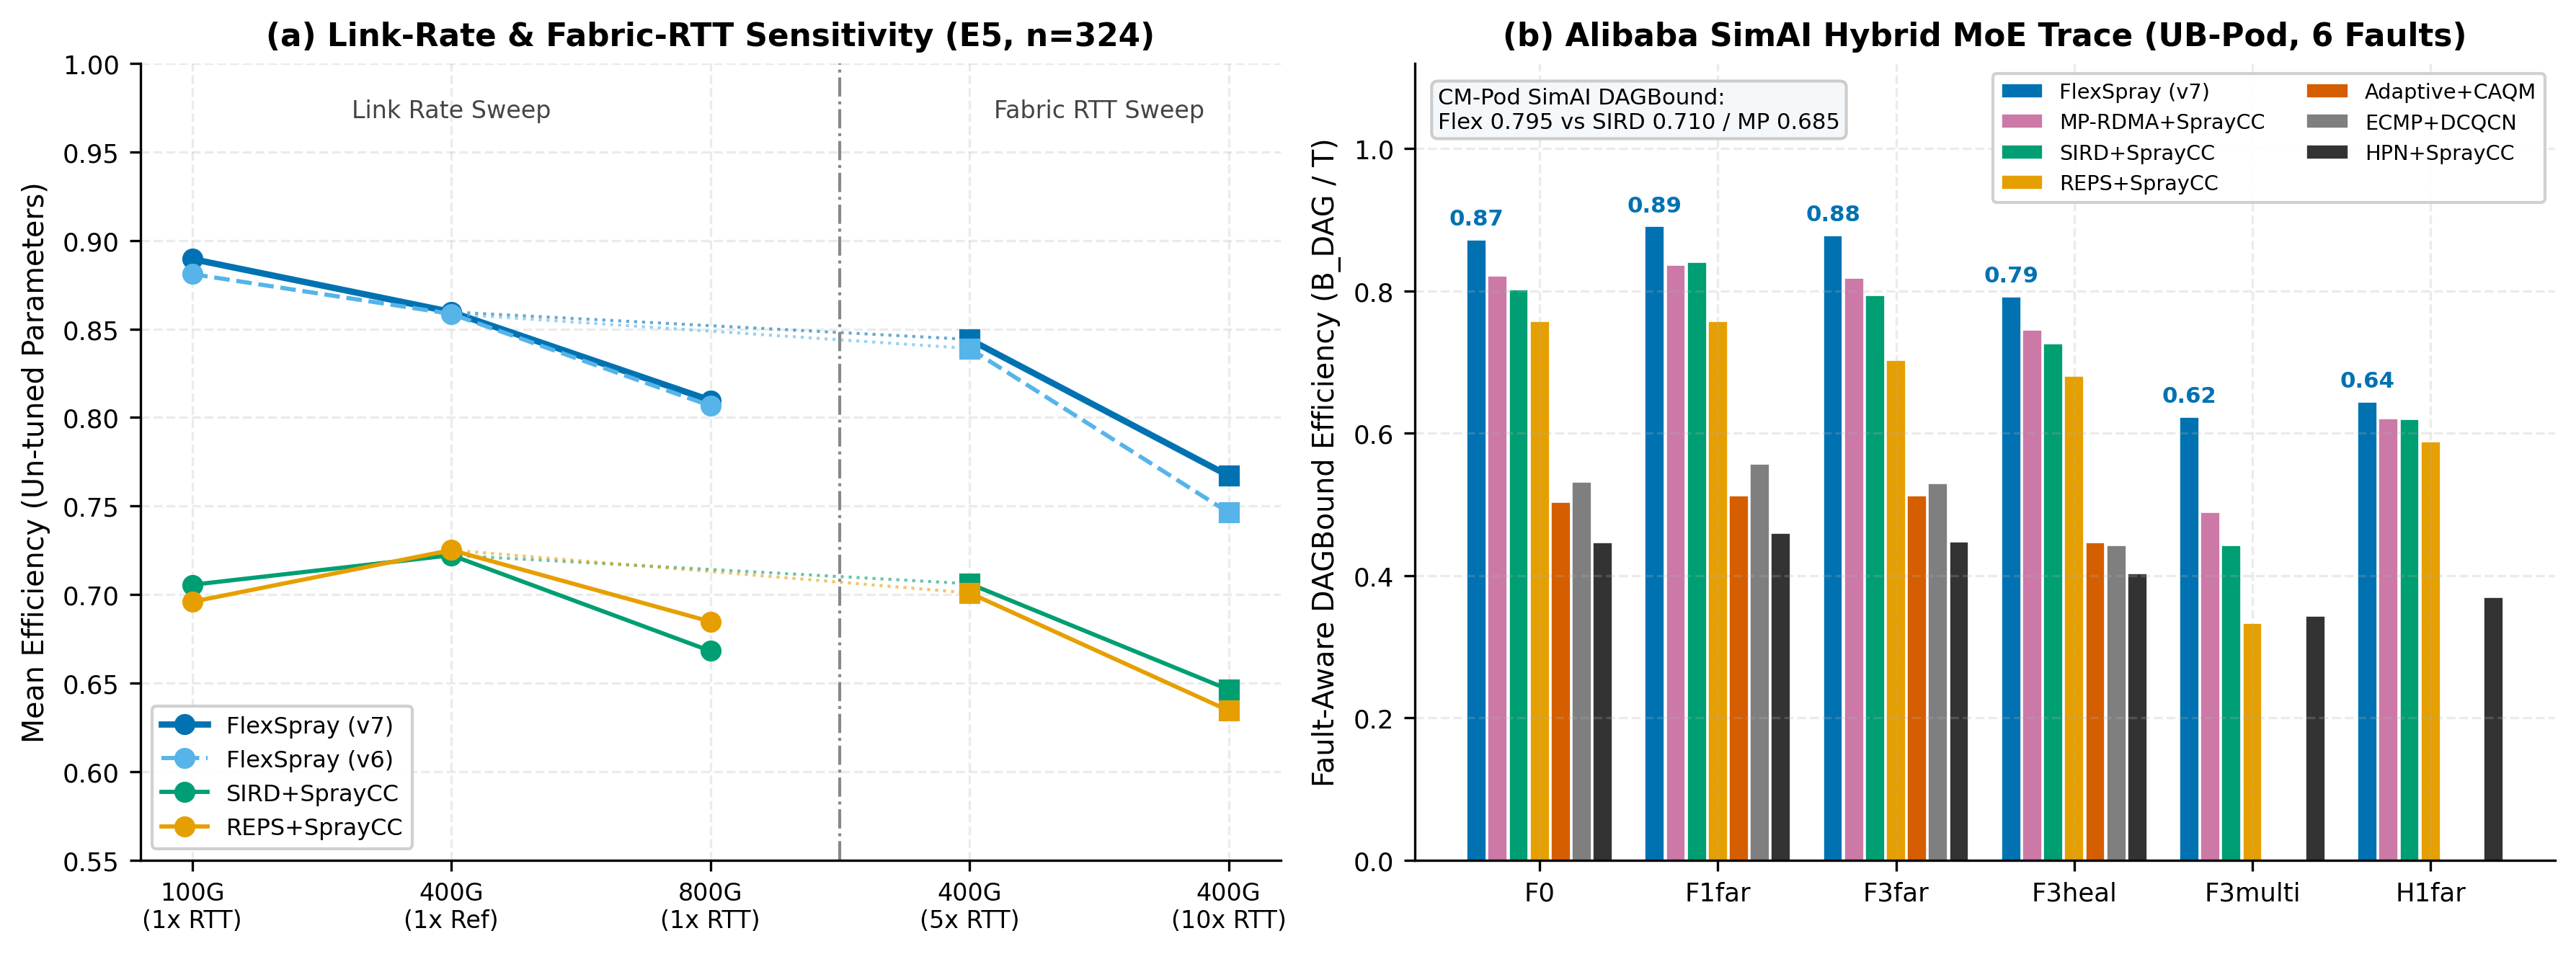 (a) Link-Rate & Fabric-RTT Sensitivity (E5, n=324)
Mean Efficiency (Un-tuned Parameters)
1.00
0.95
0.90
0.85
0.80
0.75
0.70
0.65
0.60
0.55
Link Rate Sweep
Fabric RTT Sweep
FlexSpray (v7)
FlexSpray (v6)
SIRD+SprayCC
REPS+SprayCC
100G
(1x RTT)
400G
(1x Ref)
800G
(1x RTT)
400G
(5x RTT)
400G
(10x RTT)
(b) Alibaba SimAI Hybrid MoE Trace (UB-Pod, 6 Faults)
Fault-Aware DAGBound Efficiency (B_DAG / T)
1.0
0.8
0.6
0.4
0.2
0.0
CM-Pod SimAI DAGBound:
Flex 0.795 vs SIRD 0.710 / MP 0.685
FlexSpray (v7)
MP-RDMA+SprayCC
SIRD+SprayCC
REPS+SprayCC
Adaptive+CAQM
ECMP+DCQCN
HPN+SprayCC
0.87
0.89
0.88
0.79
0.62
0.64
F0
F1far
F3far
F3heal
F3multi
H1far